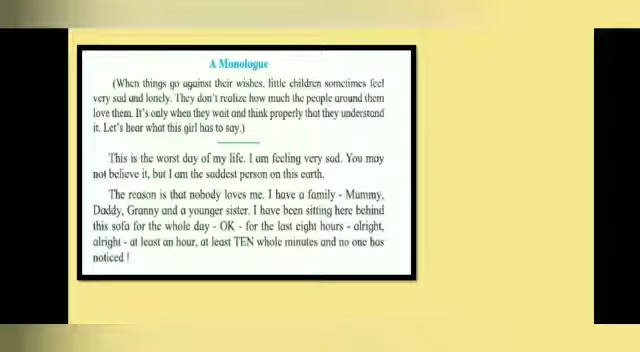 A Monologue
(When things go against their wishes, little children sometimes feel
very sad and lonely. They don't realize how much the people around them
love them. It's only when they wait and think properly that they understand
it. Let's hear what this girl has to say.)
This is the worst day of my life. I am feeling very sad. You may
not believe it, but I am the saddest person on this earth.
The reason is that nobody loves me. I have a family - Mummy,
Daddy, Granny and a younger sister. I have been sitting here behind
this sofa for the whole day - OK - for the last eight hours - alright,
alright - at least an hour, at least TEN whole minutes and no one has
noticed !